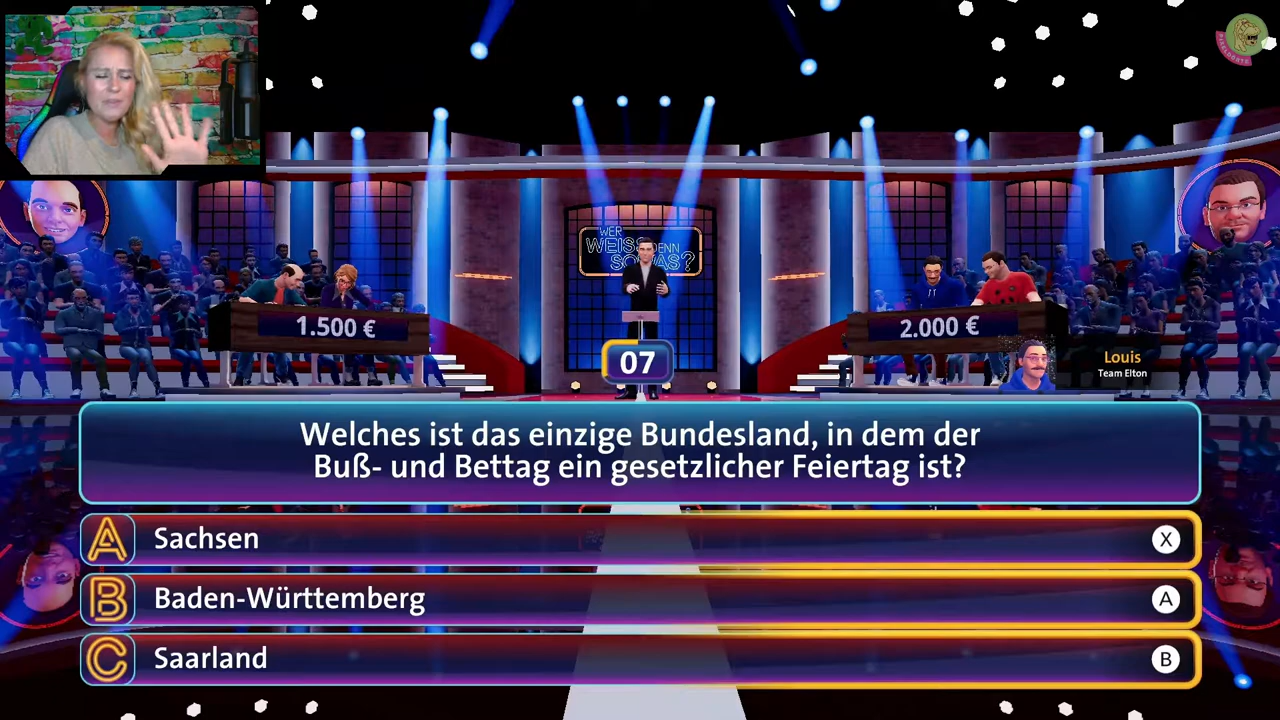 WER
WEISS DENN
SOWAS?
1.500 €
2.000 €
07
Louis
Team Elton
Welches ist das einzige Bundesland, in dem der
Buß- und Bettag ein gesetzlicher Feiertag ist?
A Sachsen X
B Baden-Württemberg A
C Saarland B